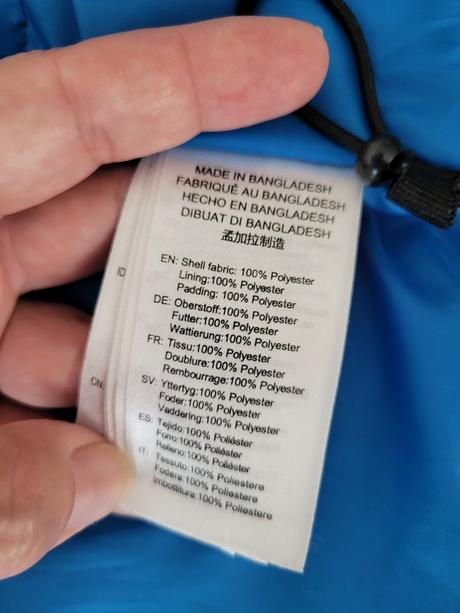 MADE IN BANGLADESH
FABRIQUÉ AU BANGLADESH
HECHO EN BANGLADESH
DIBUAT DI BANGLADESH
孟加拉制造
EN: Shell fabric: 100% Polyester
Lining:100% Polyester
Padding: 100% Polyester
DE: Oberstoff:100% Polyester
Futter:100% Polyester
Wattierung:100% Polyester
FR: Tissu:100% Polyester
Doublure:100% Polyester
Rembourrage:100% Polyester
SV: Yttertyg:100% Polyester
Foder:100% Polyester
Vaddering:100% Polyester
ES: Tejido:100% Poliéster
Forro:100% Poliéster
Relleno:100% Poliéster
IT: Tessuto:100% Poliestere
Fodera:100% Poliestere
Imbottitura:100% Poliestere
ID
CN: